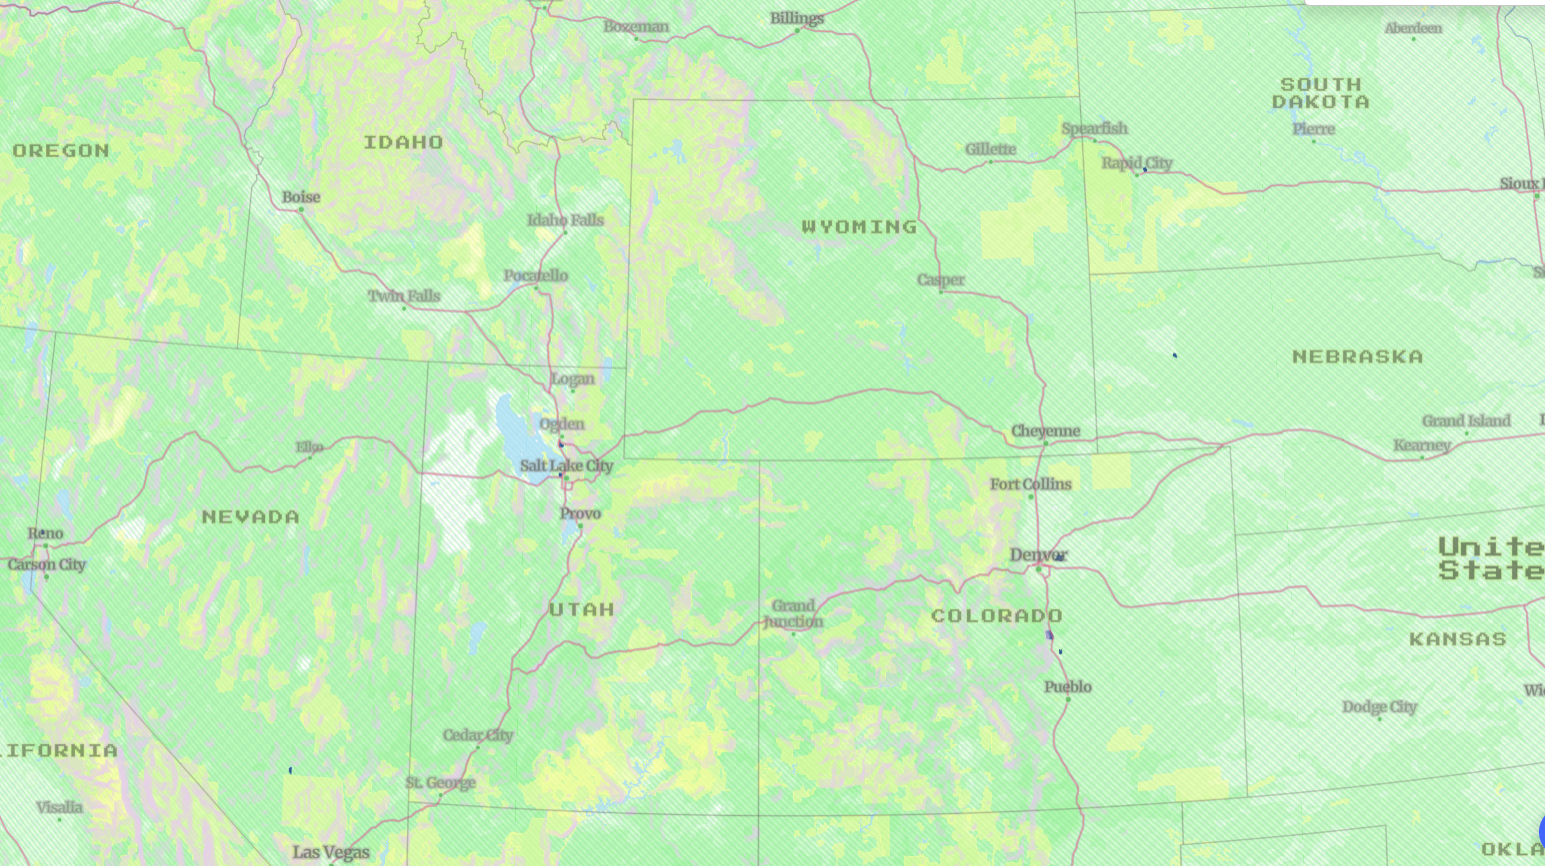 Bozeman
Billings
Aberdeen
SOUTH
DAKOTA
Pierre
Spearfish
Gillette
Rapid City
OREGON
IDAHO
Boise
Idaho Falls
WYOMING
Sioux
Casper
Pocatello
Twin Falls
NEBRASKA
Logan
Ogden
Grand Island
Cheyenne
Kearney
Elko
Salt Lake City
Fort Collins
Provo
NEVADA
Reno
Carson City
Denver
Unite
State
UTAH
Grand
Junction
COLORADO
KANSAS
Pueblo
Wi
Dodge City
Cedar City
LIFORNIA
St. George
Visalia
Las Vegas
OKLA